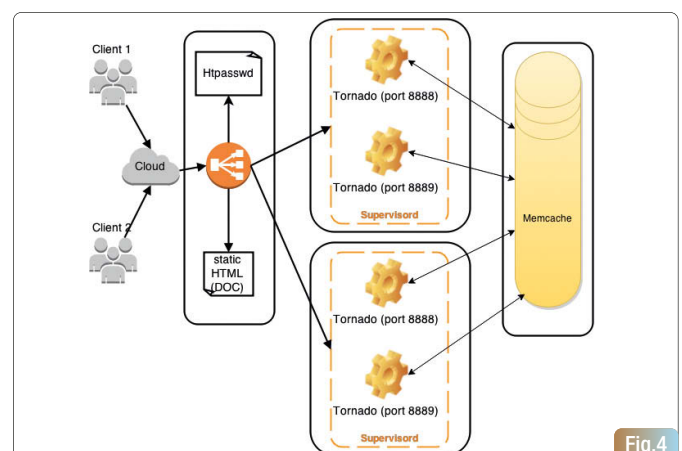 Client 1
Htpasswd
Tornado (port 8888)
Cloud
Tornado (port 8889)
Supervisord
Memcache
Client 2
static
HTML
(DOC)
Tornado (port 8888)
Tornado (port 8889)
Supervisord
Fig.4